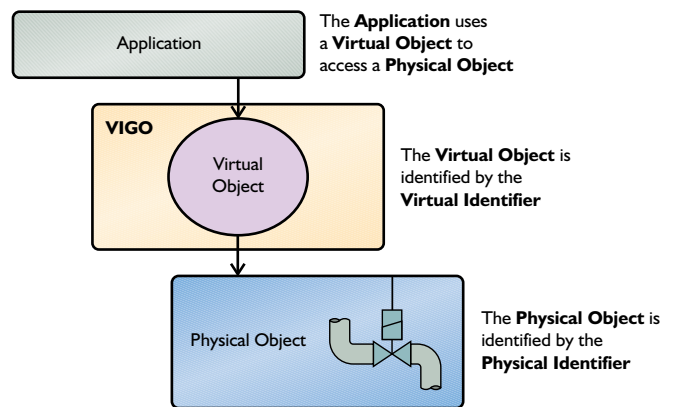 Application
The Application uses
a Virtual Object to
access a Physical Object
VIGO
Virtual
Object
The Virtual Object is
identified by the
Virtual Identifier
Physical Object
The Physical Object is
identified by the
Physical Identifier